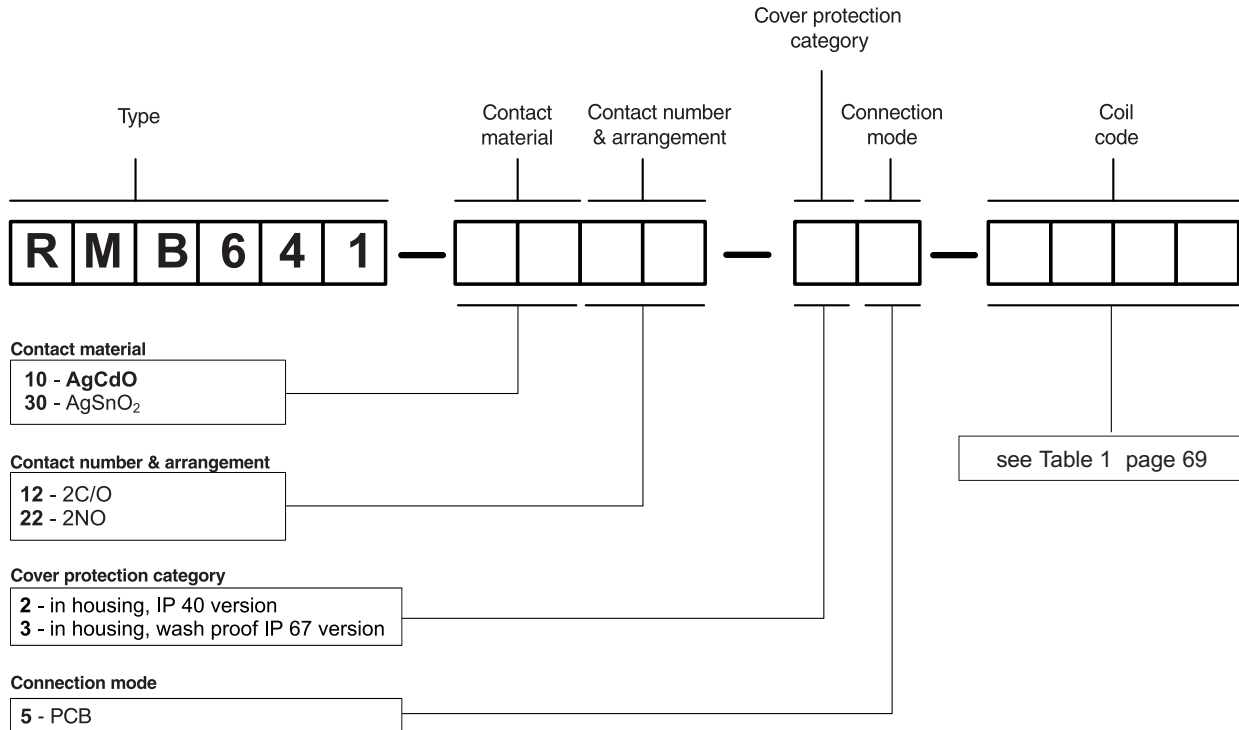 Cover protection
category
Type
Contact
material
Contact number
& arrangement
Connection
mode
Coil
code
R M B 6 4 1 — — —
Contact material
10 - AgCdO
30 - AgSnO₂
Contact number & arrangement
12 - 2C/O
22 - 2NO
see Table 1 page 69
Cover protection category
2 - in housing, IP 40 version
3 - in housing, wash proof IP 67 version
Connection mode
5 - PCB